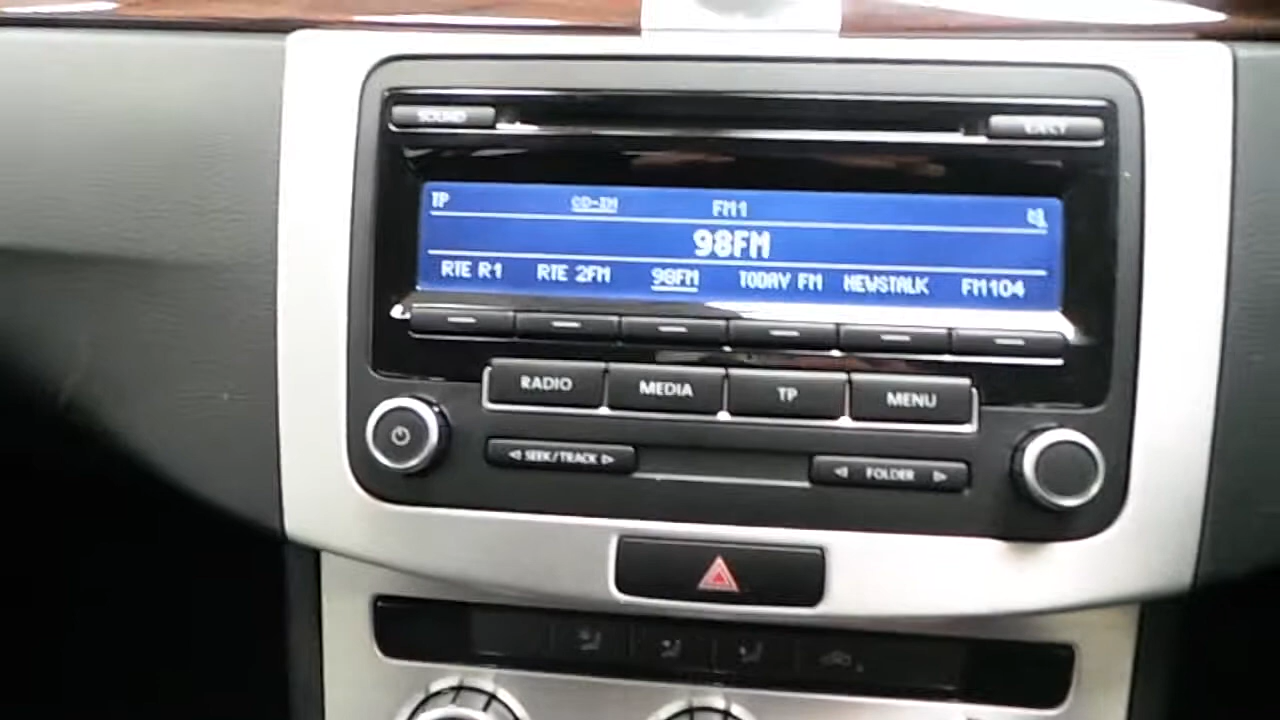 SOUND EJECT
TP CD-IN FM1
98FM
RTE R1 RTE 2FM 98FM TODAY FM NEWSTALK FM104
RADIO MEDIA TP MENU
SEEK/TRACK FOLDER